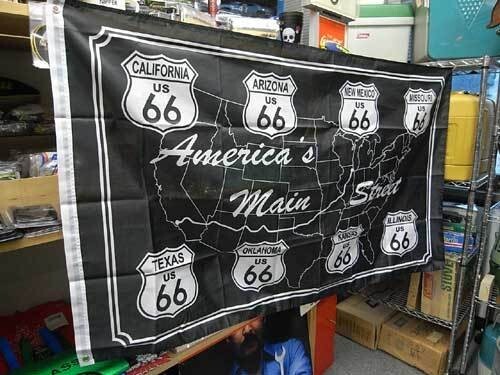 CALIFORNIA
US
66
ARIZONA
US
66
NEW MEXICO
US
66
MISSOURI
US
66
America's
Main Street
TEXAS
US
66
OKLAHOMA
US
66
KANSAS
US
66
ILLINOIS
US
66